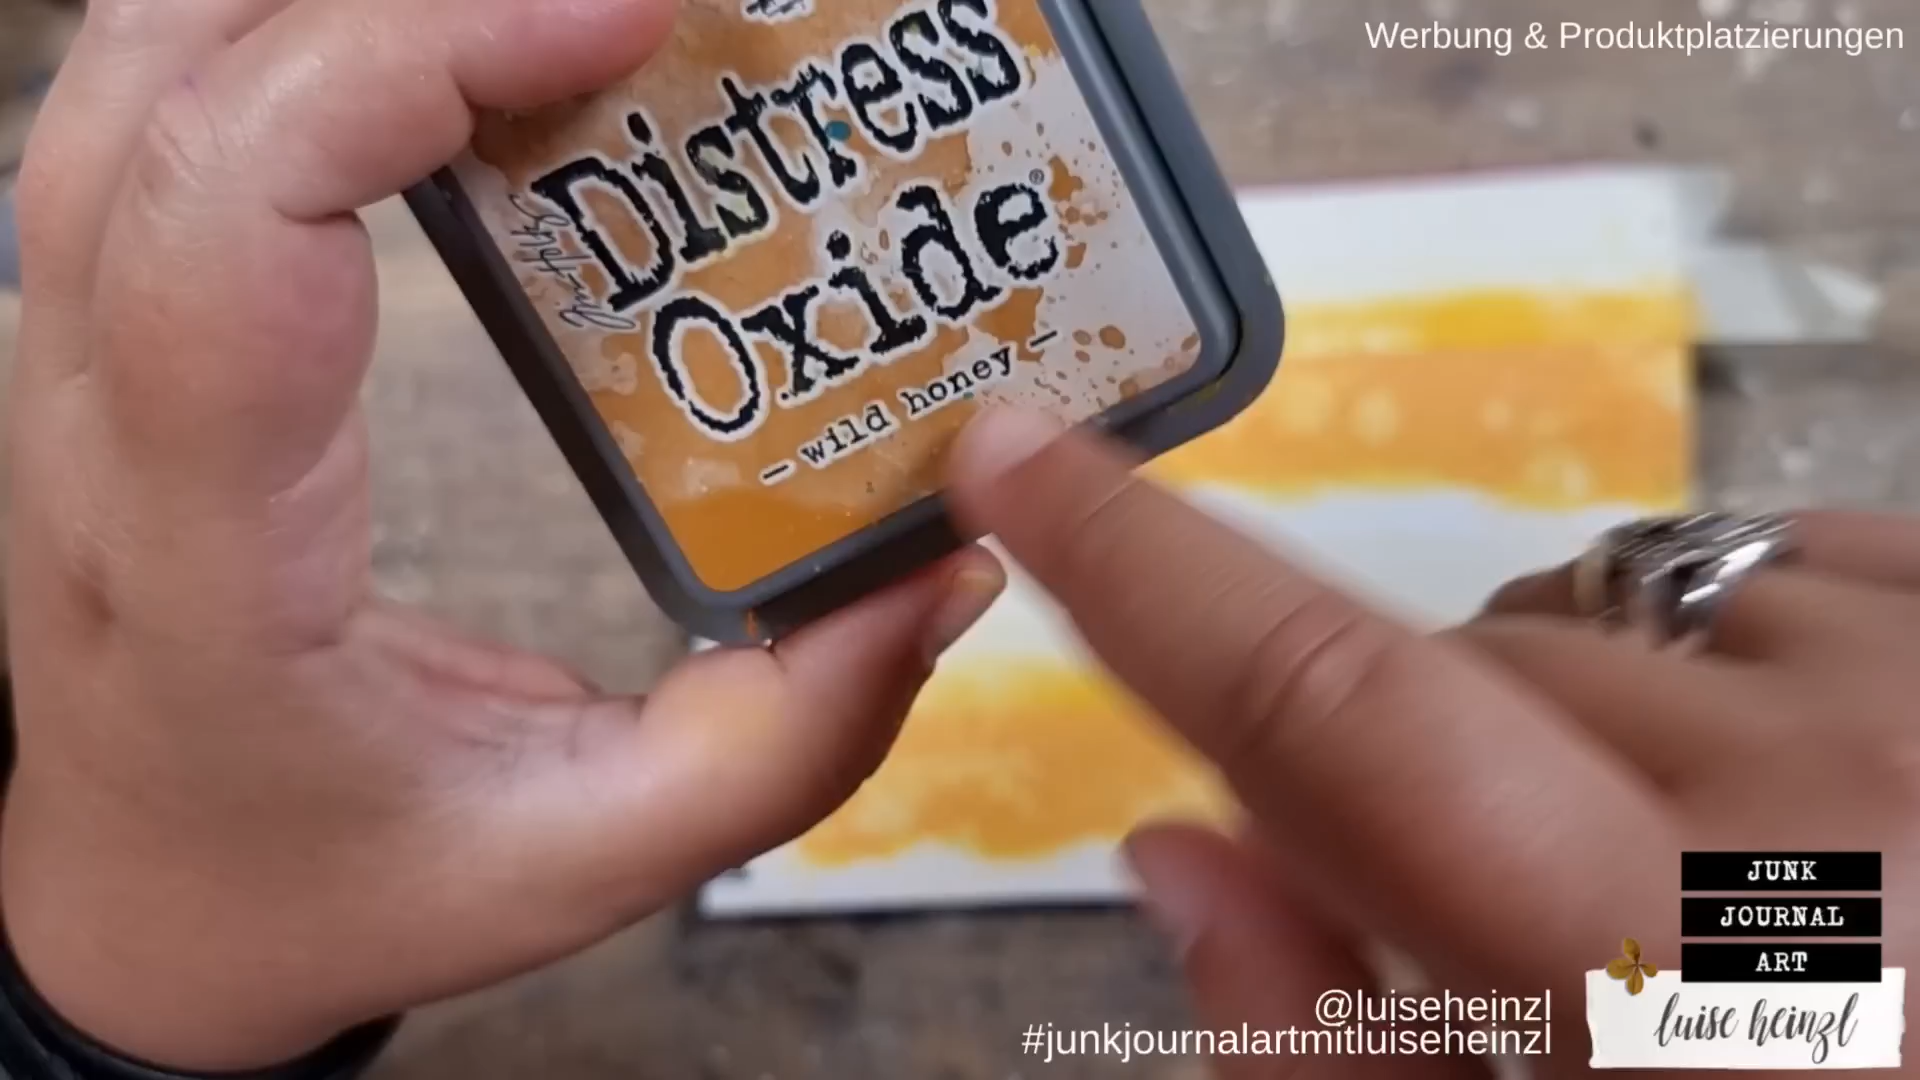 Werbung & Produktplatzierungen
Distress
Oxide®
— wild honey —
JUNK
JOURNAL
ART
luise heinzl
@luiseheinzl
#junkjournalartmitluiseheinzl